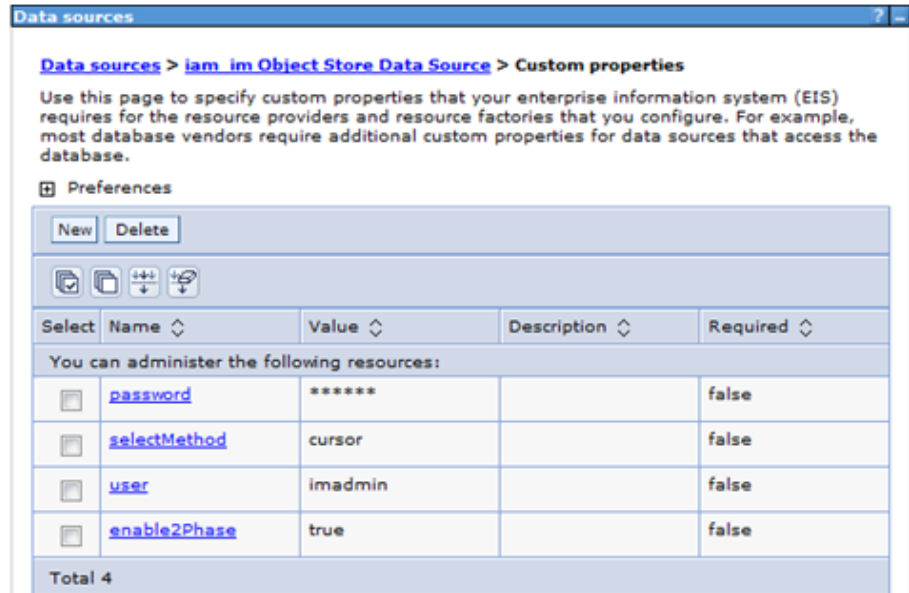 Data sources ? –
Data sources > iam_im Object Store Data Source > Custom properties
Use this page to specify custom properties that your enterprise information system (EIS)
requires for the resource providers and resource factories that you configure. For example,
most database vendors require additional custom properties for data sources that access the
database.
Preferences
New Delete
Select Name Value Description Required
You can administer the following resources:
password ****** false
selectMethod cursor false
user imadmin false
enable2Phase true false
Total 4